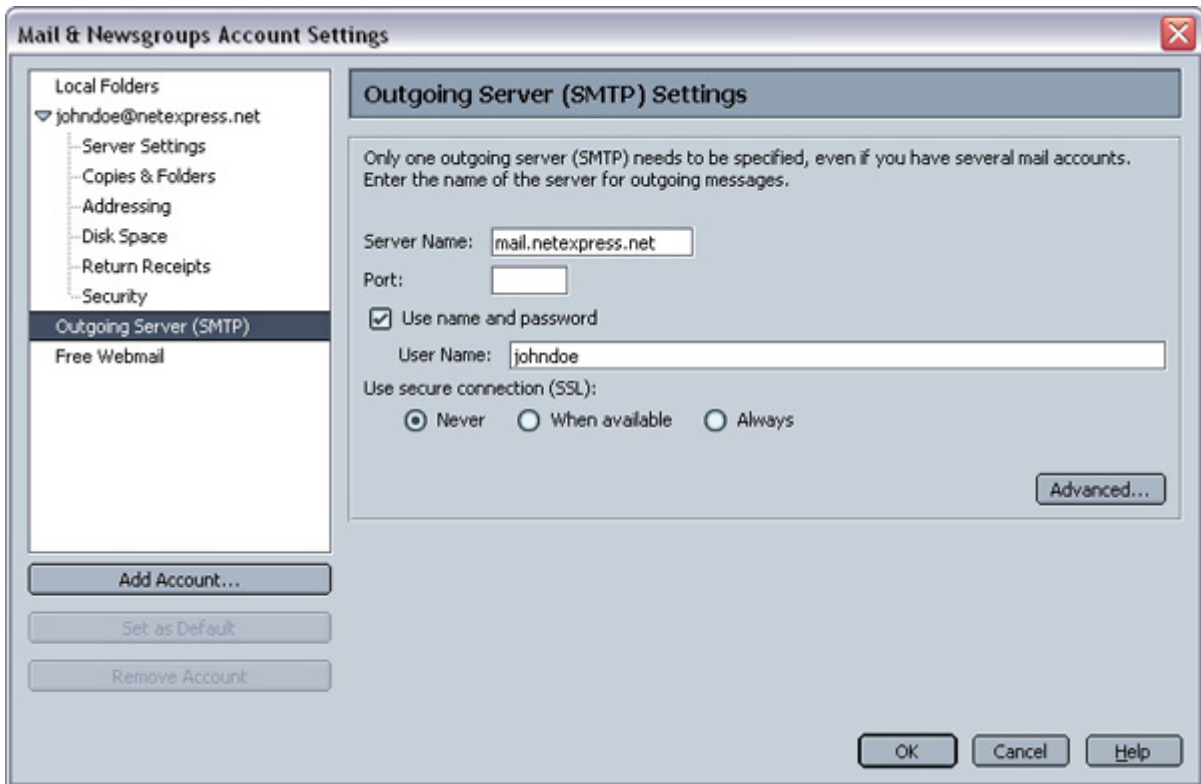 Mail & Newsgroups Account Settings
Local Folders
johndoe@netexpress.net
Server Settings
Copies & Folders
Addressing
Disk Space
Return Receipts
Security
Outgoing Server (SMTP)
Free Webmail
Add Account...
Set as Default
Remove Account
Outgoing Server (SMTP) Settings
Only one outgoing server (SMTP) needs to be specified, even if you have several mail accounts.
Enter the name of the server for outgoing messages.
Server Name: mail.netexpress.net
Port:
Use name and password
User Name: johndoe
Use secure connection (SSL):
Never When available Always
Advanced...
OK Cancel Help